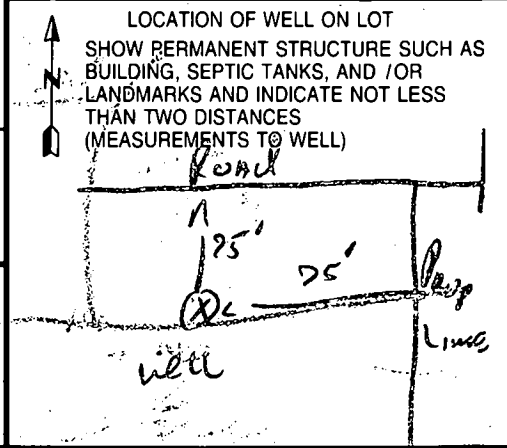 LOCATION OF WELL ON LOT
SHOW PERMANENT STRUCTURE SUCH AS
BUILDING, SEPTIC TANKS, AND / OR
LANDMARKS AND INDICATE NOT LESS
THAN TWO DISTANCES
(MEASUREMENTS TO WELL)
N
Road
75'
75'
Prop
Line
X
well